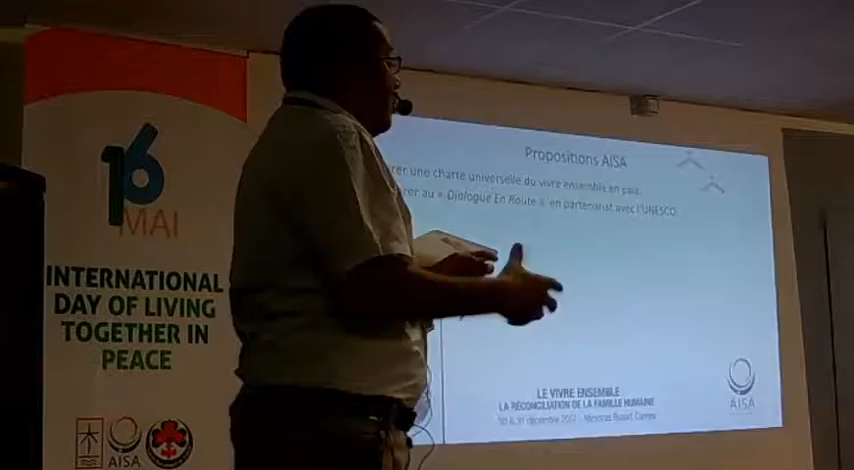 16
MAI
INTERNATIONAL
DAY OF LIVING
TOGETHER IN
PEACE
AISA
Propositions AISA
une charte universelle du vivre ensemble en paix.
au « Dialogue En Route » en partenariat avec l'UNESCO
LE VIVRE ENSEMBLE
LA RÉCONCILIATION DE LA FAMILLE HUMAINE
décembre 2017
AISA